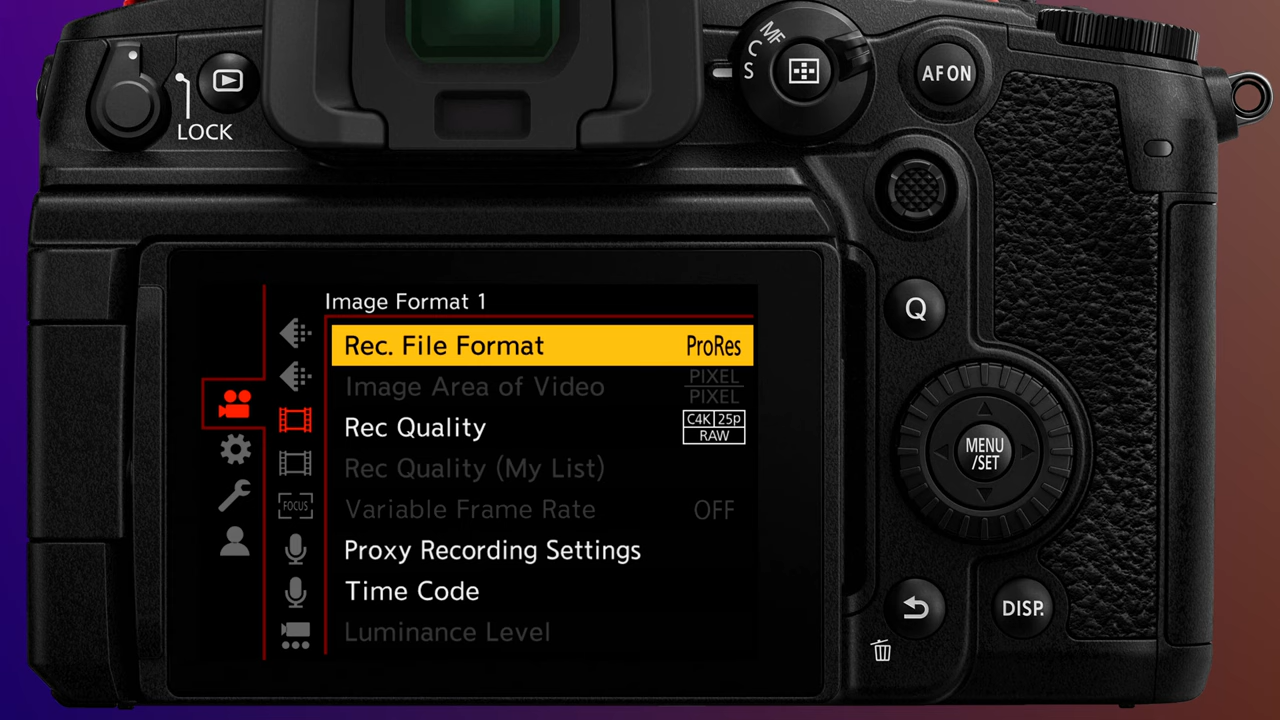 MF
C
S
AF ON
LOCK
Q
Image Format 1
Rec. File Format ProRes
Image Area of Video PIXEL
PIXEL
Rec Quality C4K 25p
RAW
Rec Quality (My List)
Variable Frame Rate OFF
FOCUS
Proxy Recording Settings
Time Code
Luminance Level
MENU
/SET
DISP.